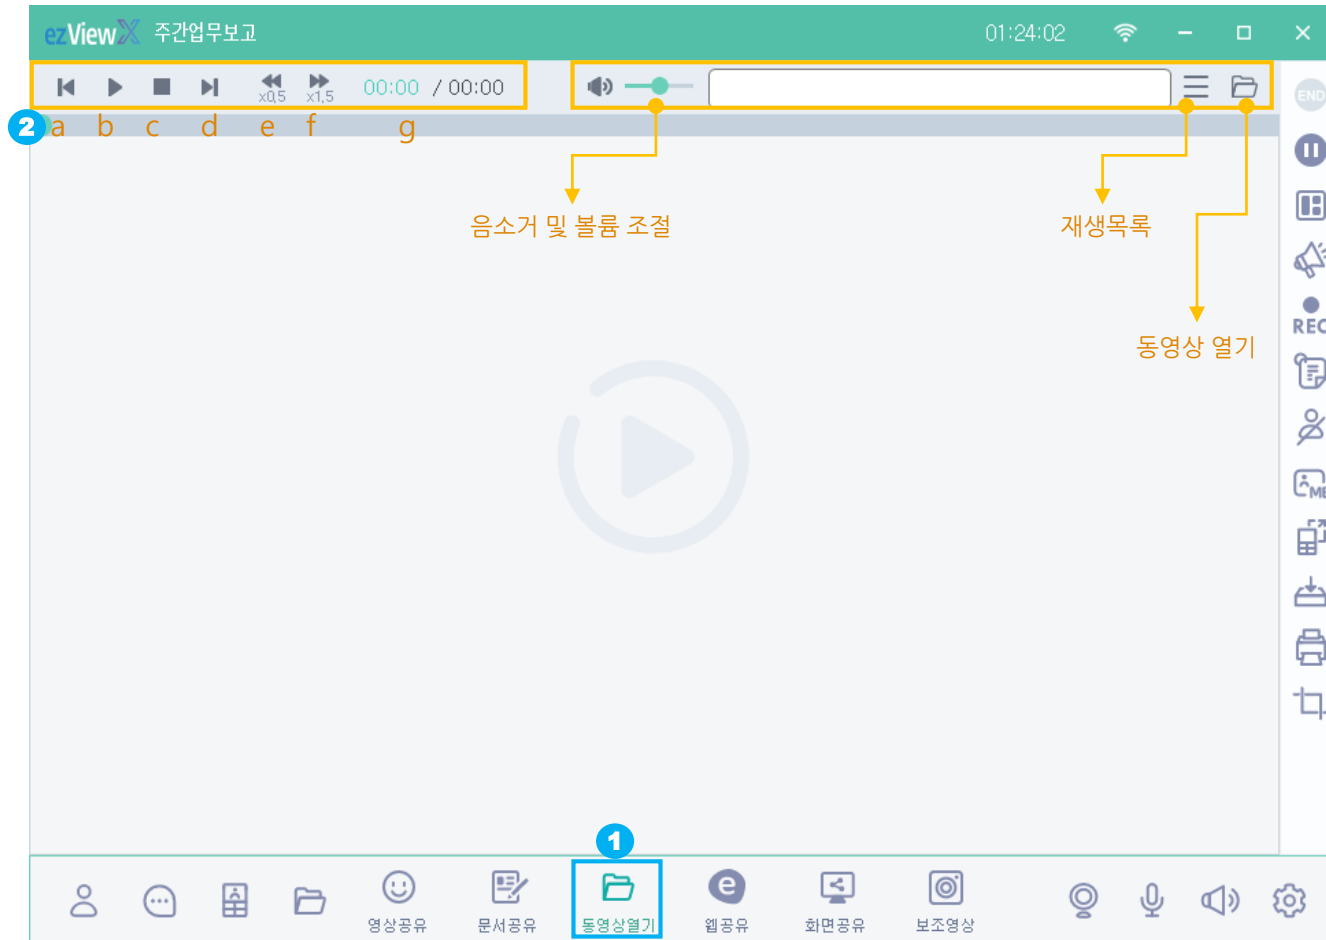 ezViewX 주간업무보고 01:24:02
x0,5 x1,5 00:00 / 00:00
END
2 a b c d e f g
음소거 및 볼륨 조절
재생목록
REC
동영상 열기
ME
1
e
영상공유 문서공유 동영상열기 웹공유 화면공유 보조영상